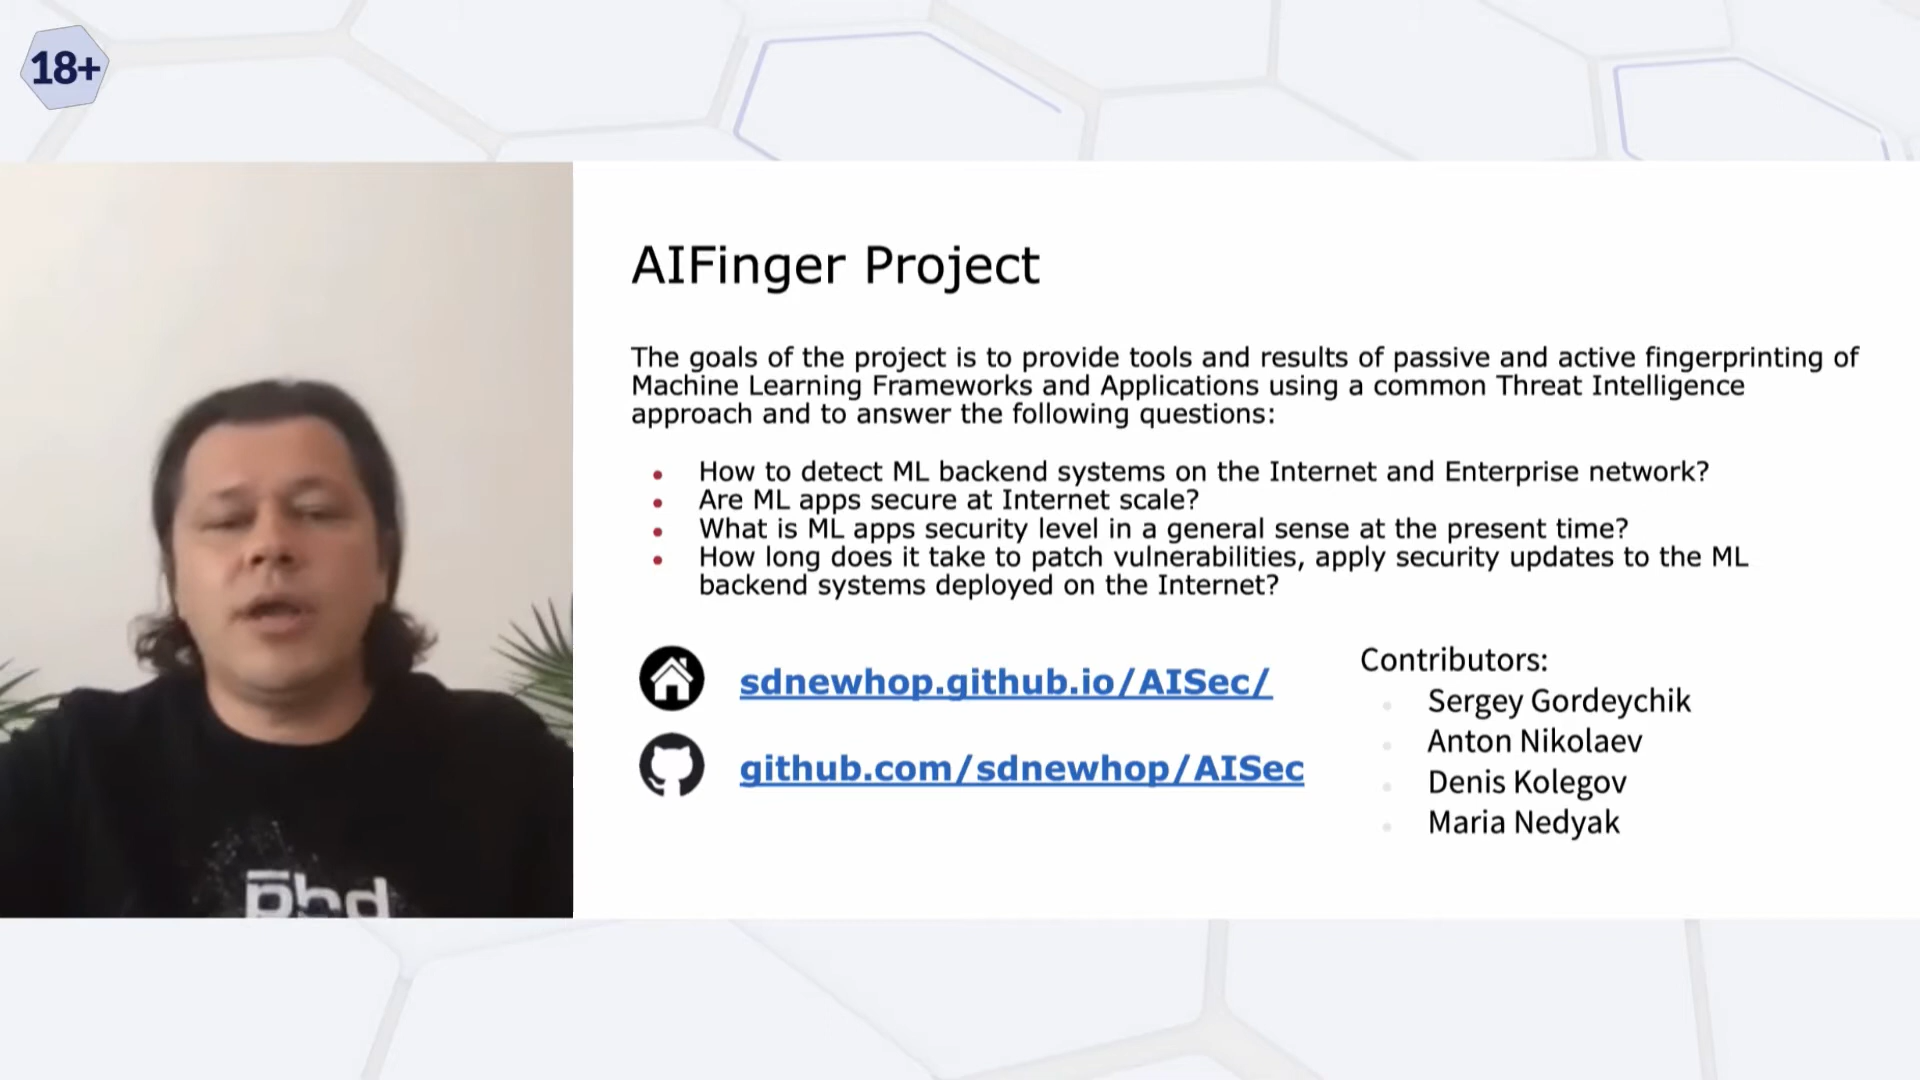 18+
AIFinger Project
The goals of the project is to provide tools and results of passive and active fingerprinting of
Machine Learning Frameworks and Applications using a common Threat Intelligence
approach and to answer the following questions:
• How to detect ML backend systems on the Internet and Enterprise network?
• Are ML apps secure at Internet scale?
• What is ML apps security level in a general sense at the present time?
• How long does it take to patch vulnerabilities, apply security updates to the ML
backend systems deployed on the Internet?
sdnewhop.github.io/AISec/
github.com/sdnewhop/AISec
Contributors:
• Sergey Gordeychik
• Anton Nikolaev
• Denis Kolegov
• Maria Nedyak
phd